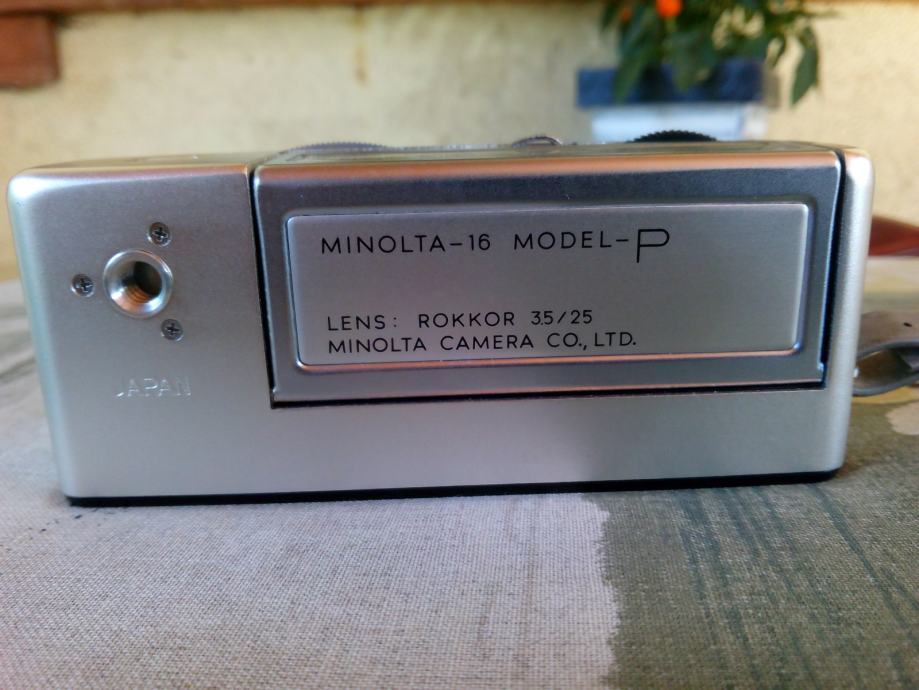 MINOLTA-16 MODEL-P
LENS: ROKKOR 3.5/25
MINOLTA CAMERA CO., LTD.
JAPAN